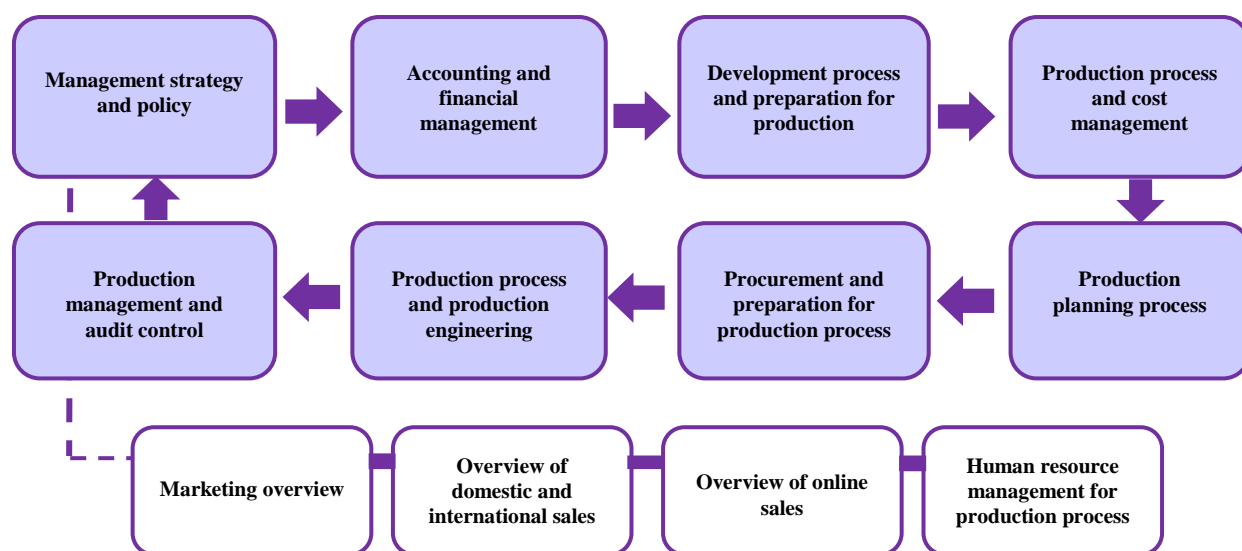 Management strategy
and policy
Accounting and
financial
management
Development process
and preparation for
production
Production process
and cost
management
Production
management and
audit control
Production process
and production
engineering
Procurement and
preparation for
production process
Production
planning process
Marketing overview
Overview of
domestic and
international sales
Overview of online
sales
Human resource
management for
production process